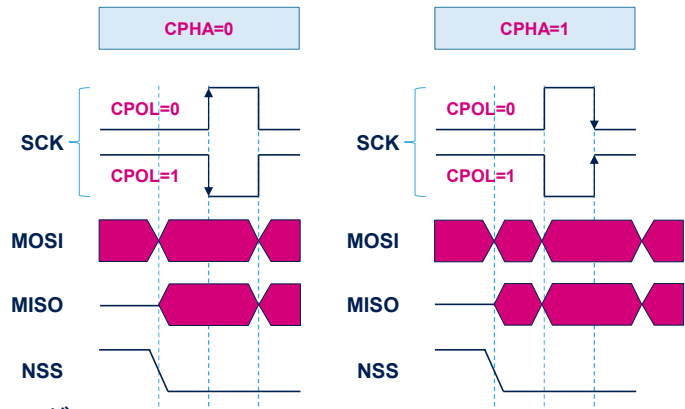 CPHA=0
CPHA=1
CPOL=0
SCK
CPOL=1
MOSI
MISO
NSS
CPOL=0
SCK
CPOL=1
MOSI
MISO
NSS